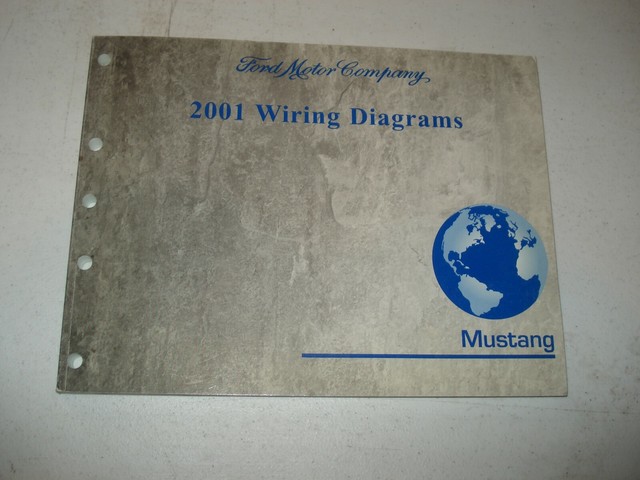 Ford Motor Company
2001 Wiring Diagrams
Mustang